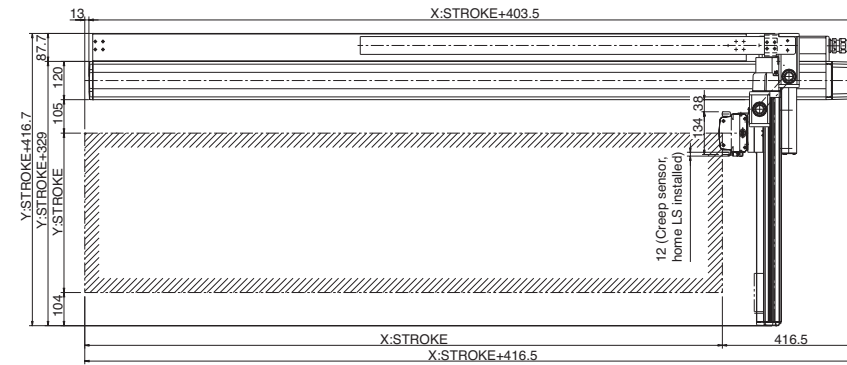 13
X:STROKE+403.5
87.7
120
105
Y:STROKE+416.7
Y:STROKE+329
Y:STROKE
104
38
134
12 (Creep sensor,
home LS installed)
X:STROKE
416.5
X:STROKE+416.5